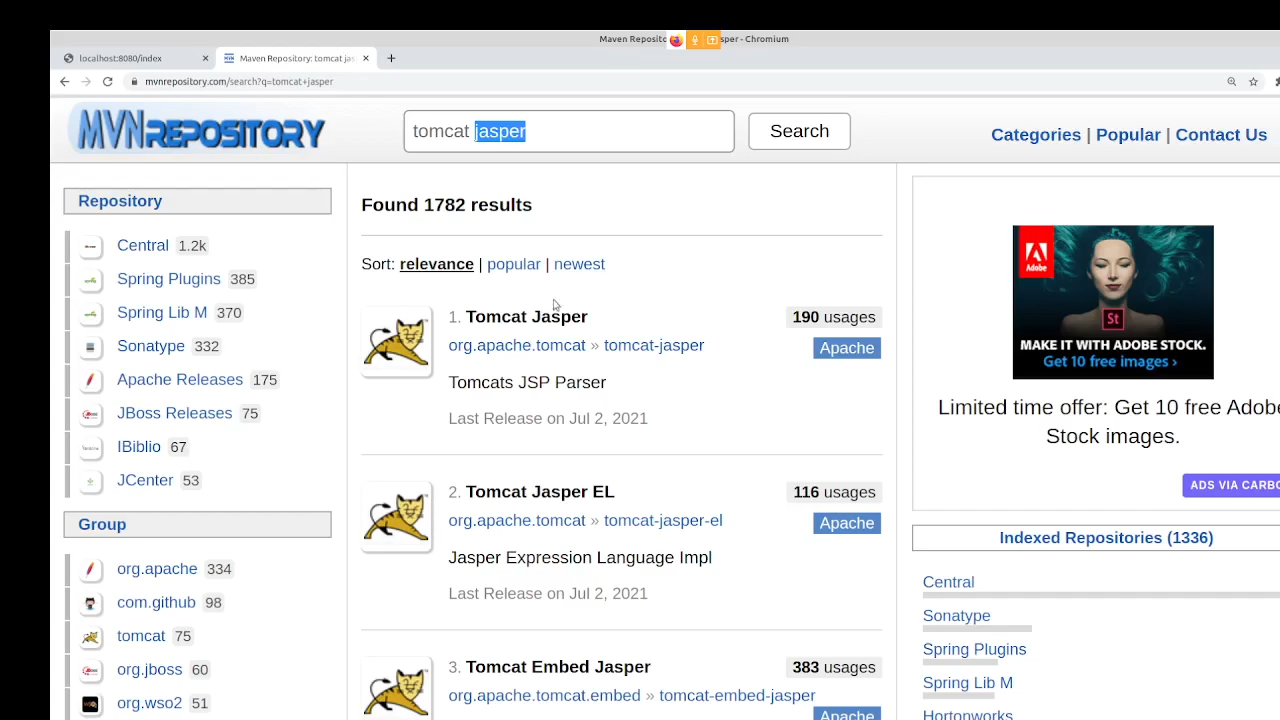 Maven Reposito sper - Chromium
localhost:8080/index
Maven Repository: tomcat jas
mvnrepository.com/search?q=tomcat+jasper
MVNREPOSITORY
tomcat jasper
Search
Categories | Popular | Contact Us
Repository
Central 1.2k
Spring Plugins 385
Spring Lib M 370
Sonatype 332
Apache Releases 175
JBoss Releases 75
IBiblio 67
JCenter 53
Group
org.apache 334
com.github 98
tomcat 75
org.jboss 60
org.wso2 51
Found 1782 results
Sort: relevance | popular | newest
1. Tomcat Jasper
190 usages
org.apache.tomcat » tomcat-jasper
Apache
Tomcats JSP Parser
Last Release on Jul 2, 2021
2. Tomcat Jasper EL
116 usages
org.apache.tomcat » tomcat-jasper-el
Apache
Jasper Expression Language Impl
Last Release on Jul 2, 2021
3. Tomcat Embed Jasper
383 usages
org.apache.tomcat.embed » tomcat-embed-jasper
Apache
Adobe
St
MAKE IT WITH ADOBE STOCK.
Get 10 free images ›
Limited time offer: Get 10 free Adobe
Stock images.
ADS VIA CARBO
Indexed Repositories (1336)
Central
Sonatype
Spring Plugins
Spring Lib M
Hortonworks